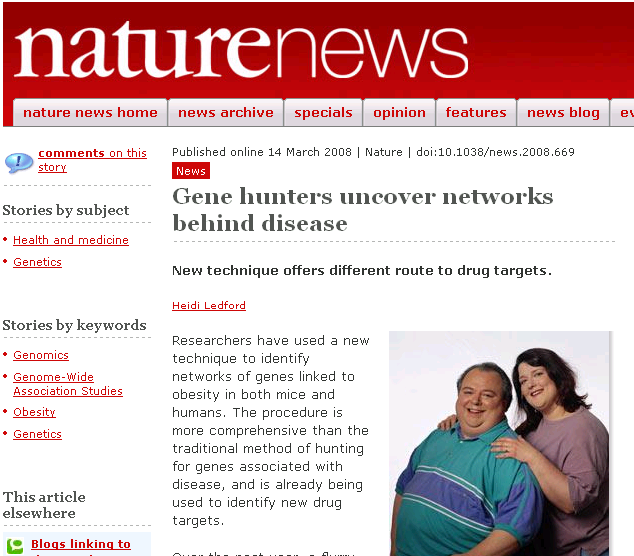 naturenews
nature news home
news archive
specials
opinion
features
news blog
comments on this
story
Stories by subject
• Health and medicine
• Genetics
Stories by keywords
• Genomics
• Genome-Wide
Association Studies
• Obesity
• Genetics
This article
elsewhere
Blogs linking to
Published online 14 March 2008 | Nature | doi:10.1038/news.2008.669
News
Gene hunters uncover networks
behind disease
New technique offers different route to drug targets.
Heidi Ledford
Researchers have used a new
technique to identify
networks of genes linked to
obesity in both mice and
humans. The procedure is
more comprehensive than the
traditional method of hunting
for genes associated with
disease, and is already being
used to identify new drug
targets.
Over the past year, a flurry